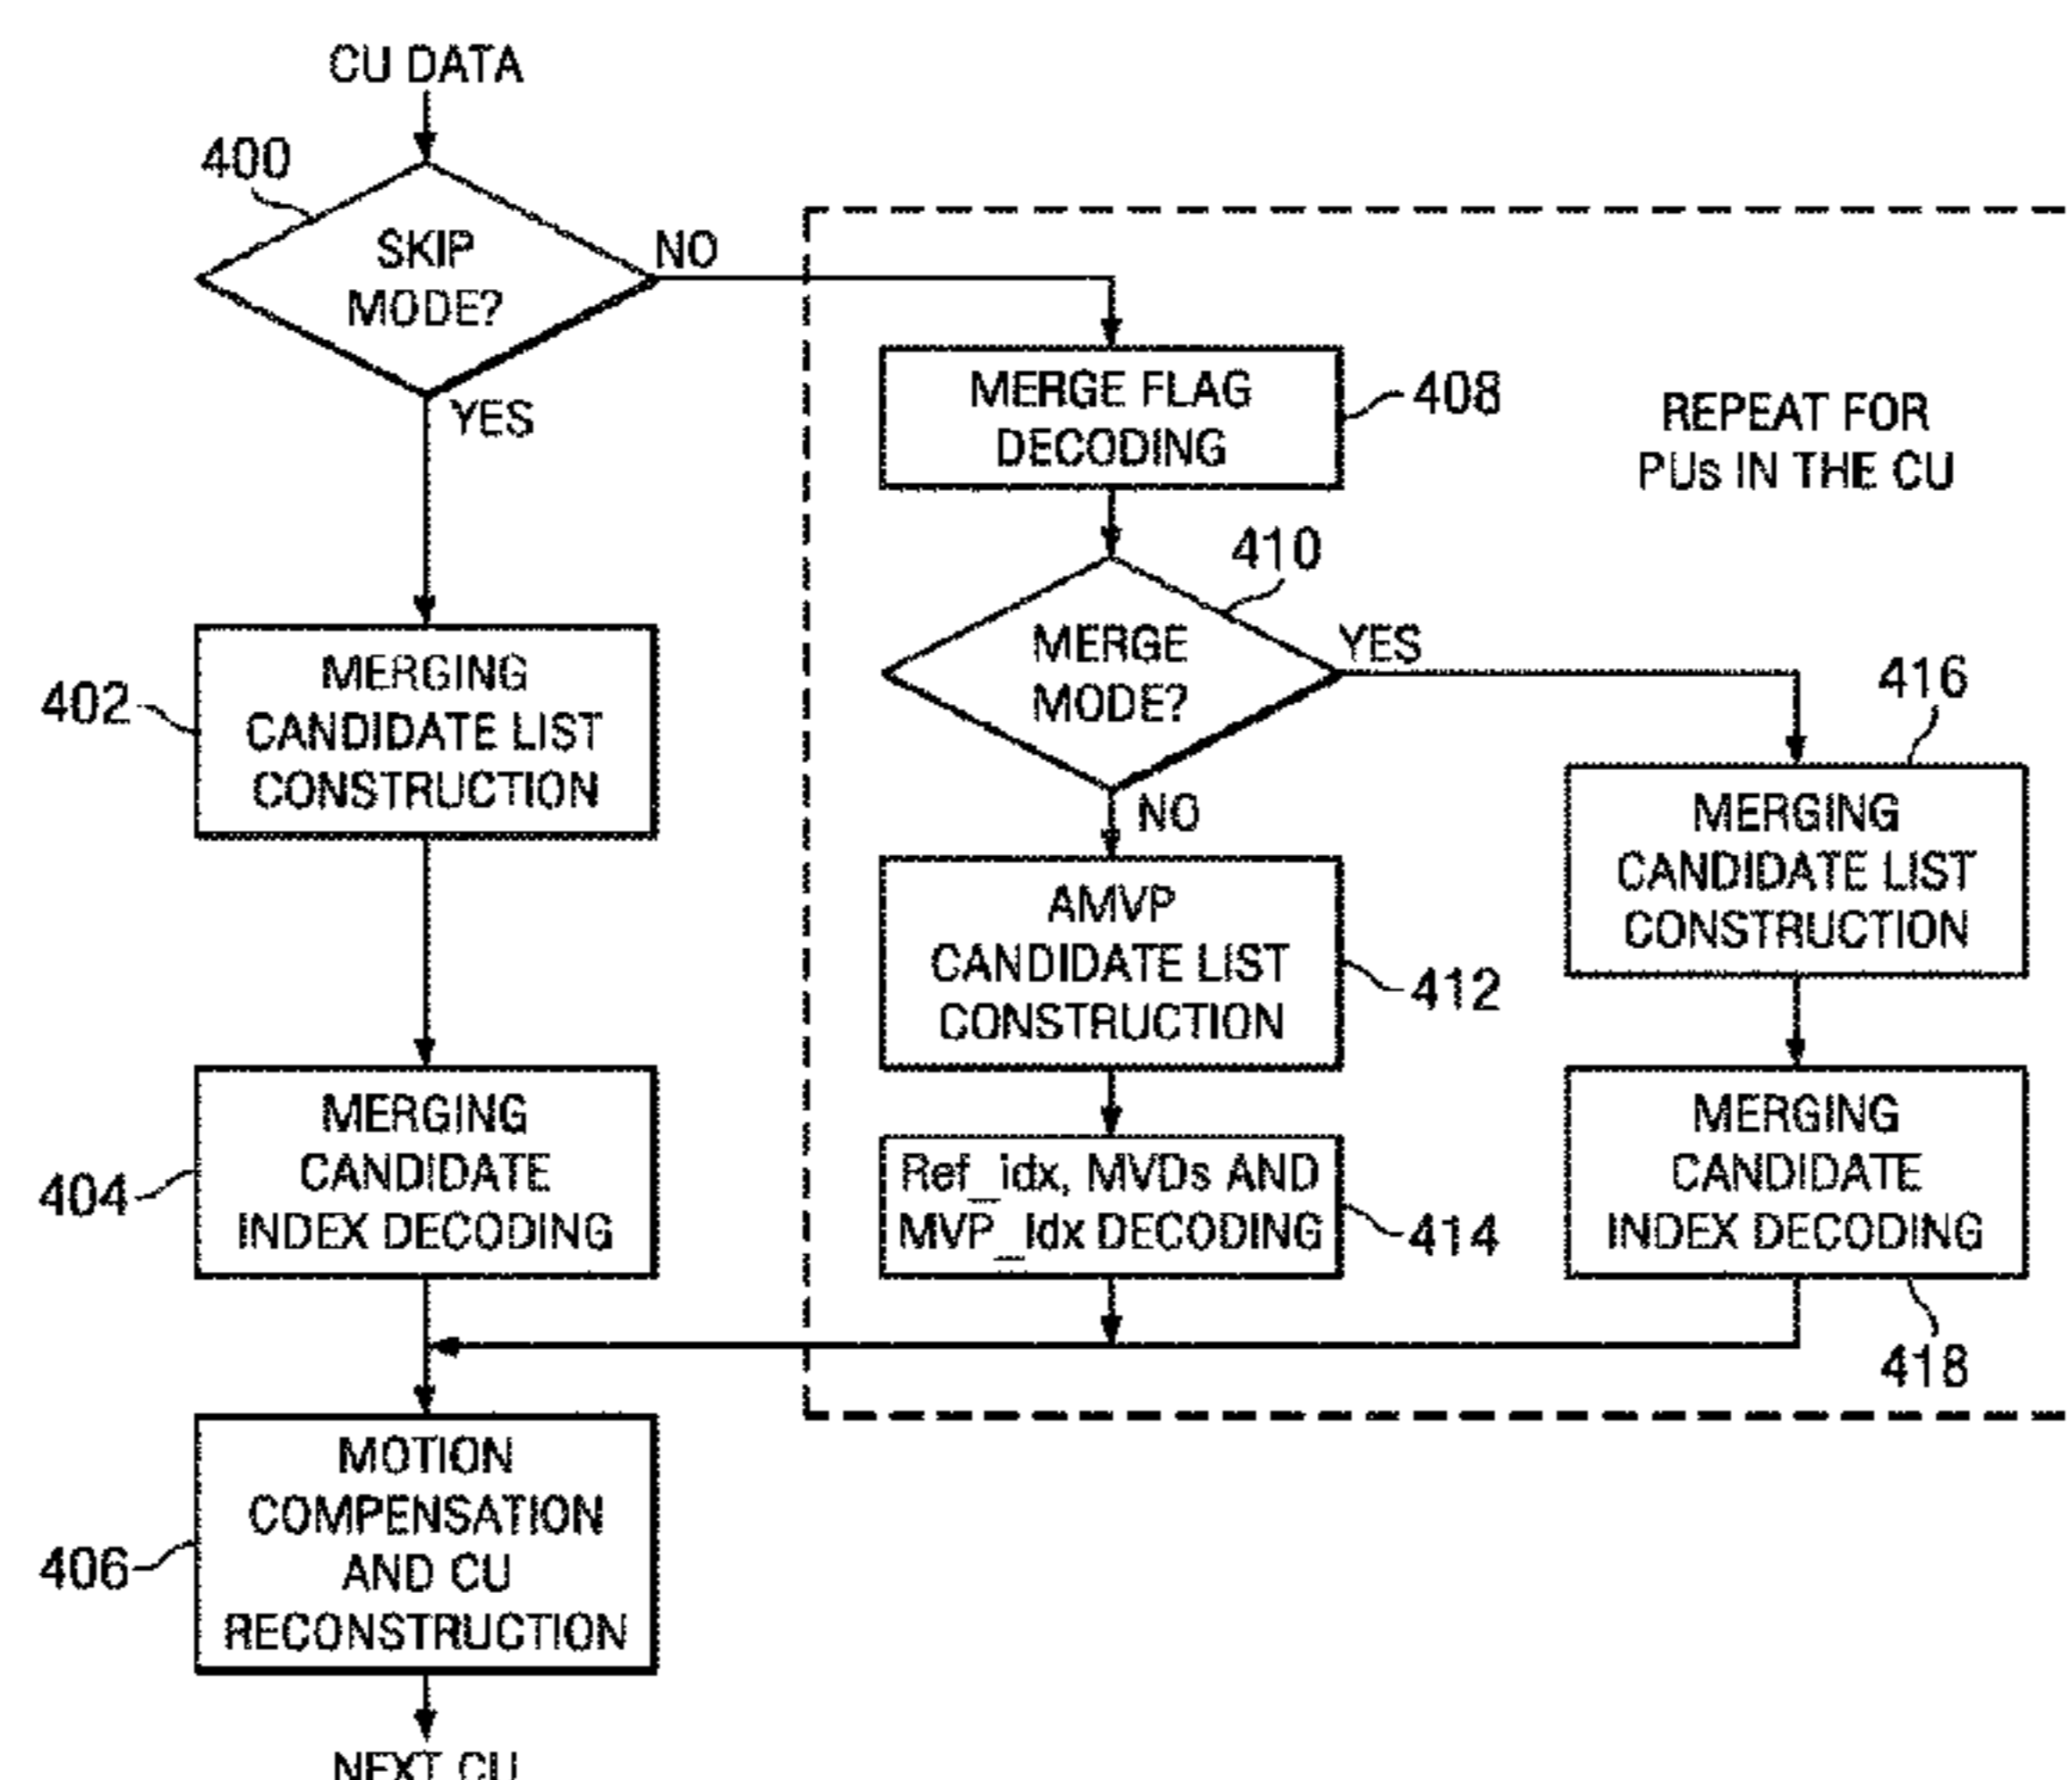 CU DATA
400
SKIP
MODE?
NO
YES
402
MERGING
CANDIDATE LIST
CONSTRUCTION
404
MERGING
CANDIDATE
INDEX DECODING
406
MOTION
COMPENSATION
AND CU
RECONSTRUCTION
NEXT CU
MERGE FLAG
DECODING
408
REPEAT FOR
PUs IN THE CU
410
MERGE
MODE?
YES
NO
AMVP
CANDIDATE LIST
CONSTRUCTION
412
Ref_idx, MVDs AND
MVP_idx DECODING
414
416
MERGING
CANDIDATE LIST
CONSTRUCTION
MERGING
CANDIDATE
INDEX DECODING
418